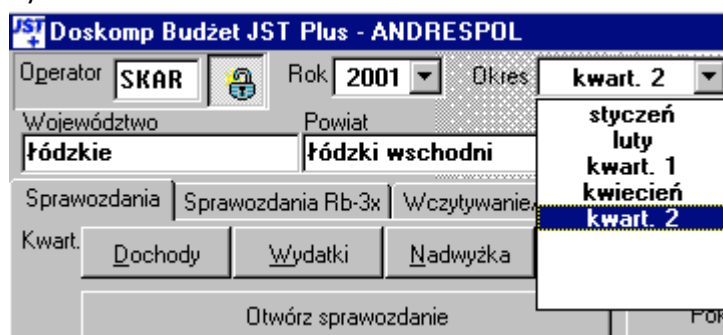 JST + Doskomp Budżet JST Plus - ANDRESPOL
Operator SKAR Rok 2001 Okres kwart. 2
Województwo Powiat
łódzkie łódzki wschodni
styczeń
luty
kwart. 1
kwiecień
kwart. 2
Sprawozdania Sprawozdania Rb-3x
Kwart. Dochody Wydatki Nadwyżka
Otwórz sprawozdanie